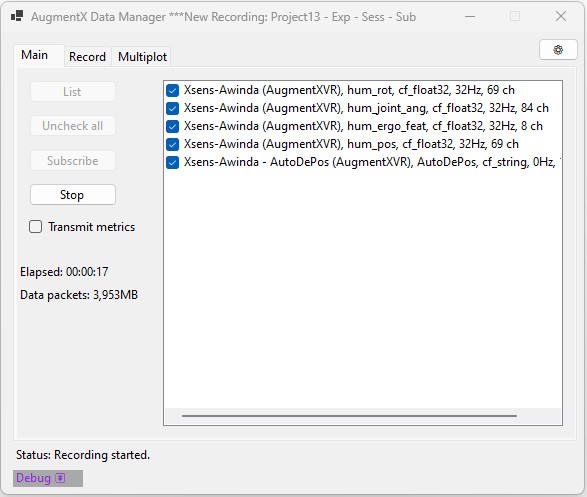 AugmentX Data Manager ***New Recording: Project13 - Exp - Sess - Sub
Main Record Multiplot
List
Uncheck all
Subscribe
Stop
Transmit metrics
Elapsed: 00:00:17
Data packets: 3,953MB
Xsens-Awinda (AugmentXVR), hum_rot, cf_float32, 32Hz, 69 ch
Xsens-Awinda (AugmentXVR), hum_joint_ang, cf_float32, 32Hz, 84 ch
Xsens-Awinda (AugmentXVR), hum_ergo_feat, cf_float32, 32Hz, 8 ch
Xsens-Awinda (AugmentXVR), hum_pos, cf_float32, 32Hz, 69 ch
Xsens-Awinda - AutoDePos (AugmentXVR), AutoDePos, cf_string, 0Hz,
Status: Recording started.
Debug